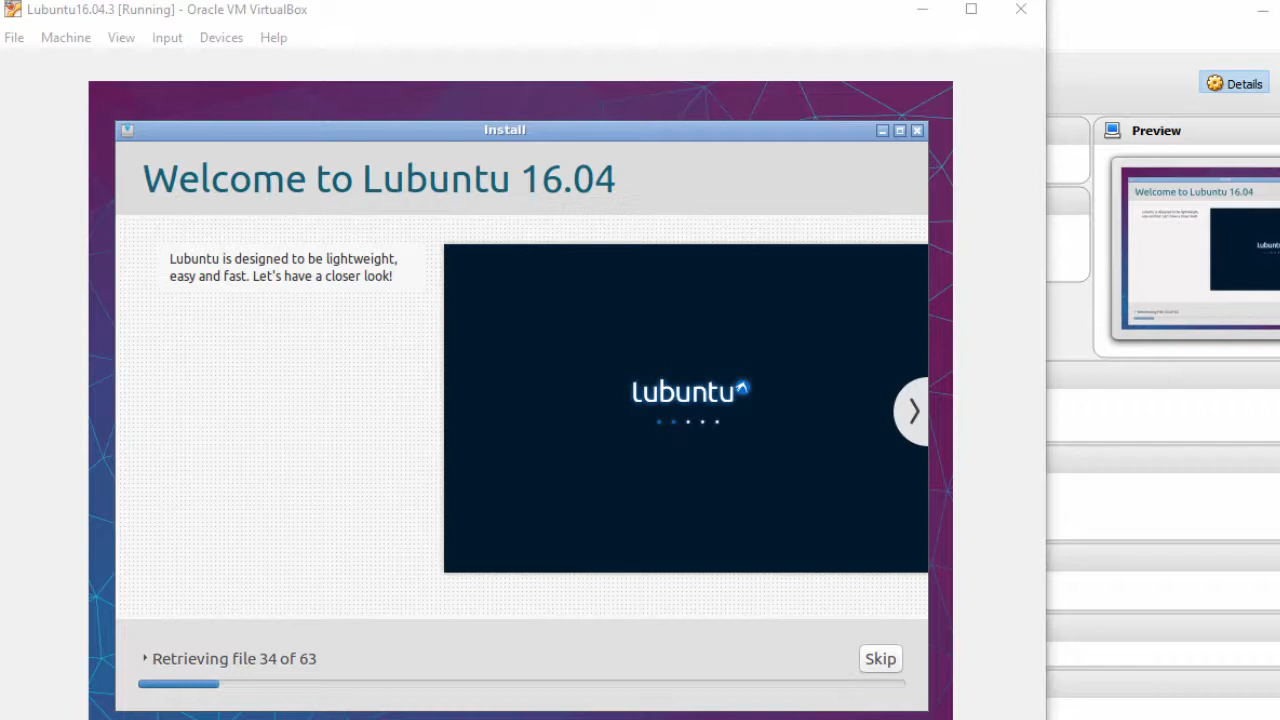 Lubuntu16.04.3 [Running] - Oracle VM VirtualBox
File Machine View Input Devices Help
Details
Preview
Install
Welcome to Lubuntu 16.04
Lubuntu is designed to be lightweight,
easy and fast. Let's have a closer look!
lubuntu
Retrieving file 34 of 63
Skip
Welcome to Lubuntu 16.04